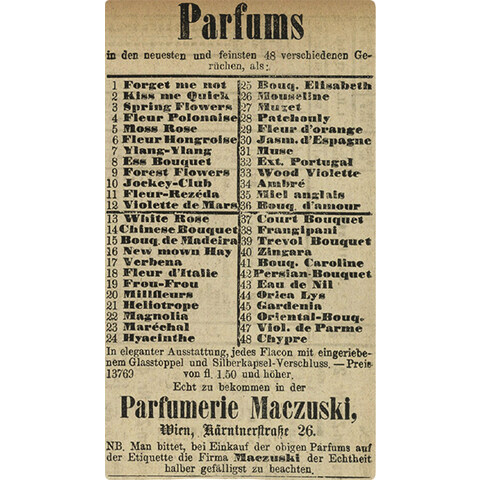 Parfums
in den neuesten und feinsten 48 verschiedenen Ge-
rüchen, als:
1 Forget me not
2 Kiss me Quick
3 Spring Flowers
4 Fleur Polonaise
5 Moss Rose
6 Fleur Hongroise
7 Ylang-Ylang
8 Ess Bouquet
9 Forest Flowers
10 Jockey-Club
11 Fleur-Rezéda
12 Violette de Mars
25 Bouq. Elisabeth
26 Mouseline
27 Muzet
28 Patchouly
29 Fleur d'orange
30 Jasm. d'Espagne
31 Musc
32 Ext. Portugal
33 Wood Violette
34 Ambré
35 Miel anglais
36 Bouq. d'amour
13 White Rose
14 Chinese Bouquet
15 Bouq. de Madeira
16 New mown Hay
17 Verbena
18 Fleur d'Italie
19 Frou-Frou
20 Millfleurs
21 Heliotrope
22 Magnolia
23 Maréchal
24 Hyacinthe
37 Court Bouquet
38 Frangipani
39 Trevol Bouquet
40 Zingara
41 Bouq. Caroline
42 Persian-Bouquet
43 Eau de Nil
44 Orica Lys
45 Gardenia
46 Oriental-Bouq.
47 Viol. de Parme
48 Chypre
In eleganter Ausstattung, jedes Flacon mit eingeriebe-
nem Glasstoppel und Silberkapsel-Verschluss. — Preis
13769 von fl. 1.50 und höher.
Echt zu bekommen in der
Parfumerie Maczuski,
Wien, Kärntnerstraße 26.
NB. Man bittet, bei Einkauf der obigen Parfums auf
der Etiquette die Firma Maczuski der Echtheit
halber gefälligst zu beachten.